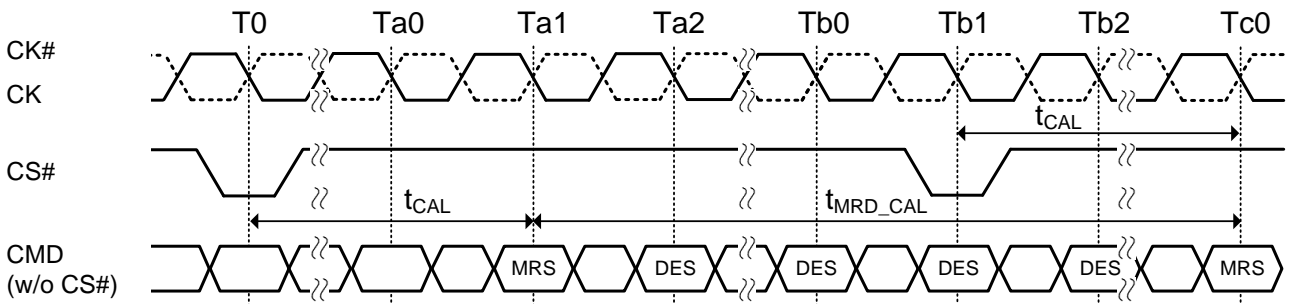 T0 Ta0 Ta1 Ta2 Tb0 Tb1 Tb2 Tc0
CK#
CK
tCAL
CS#
tCAL tMRD_CAL
CMD
(w/o CS#)
MRS DES DES DES DES MRS